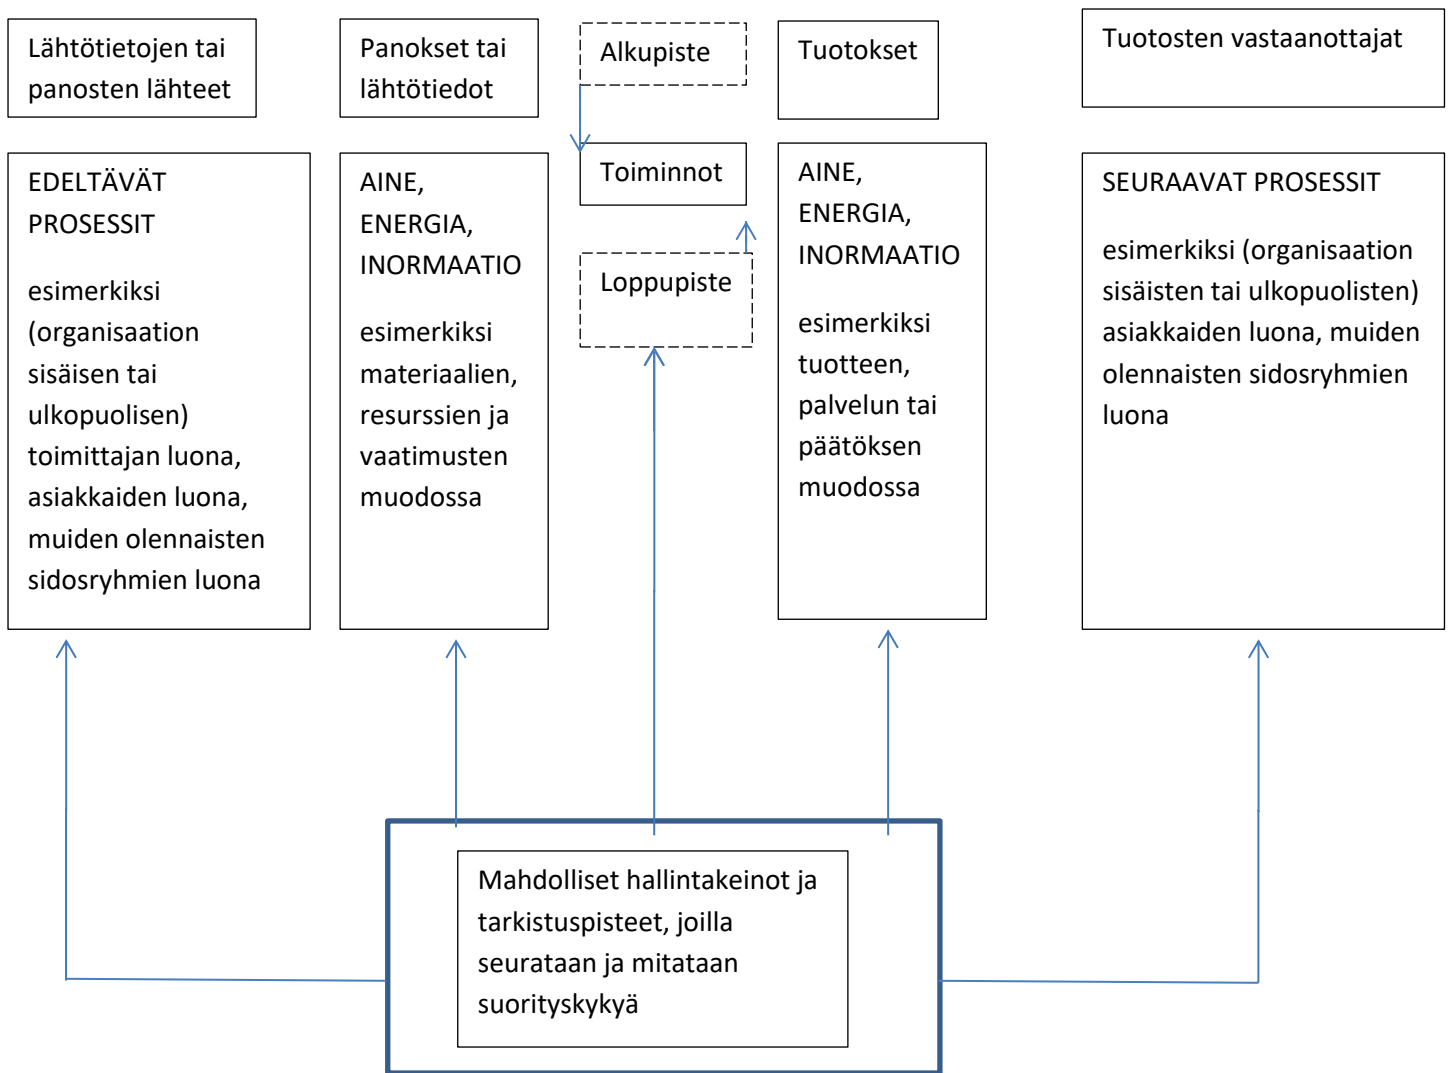 Lähtötietojen tai
panosten lähteet
Panokset tai
lähtötiedot
Alkupiste
Tuotokset
Tuotosten vastaanottajat
EDELTÄVÄT
PROSESSIT
esimerkiksi
(organisaation
sisäisen tai
ulkopuolisen)
toimittajan luona,
asiakkaiden luona,
muiden olennaisten
sidosryhmien luona
AINE,
ENERGIA,
INORMAATIO
esimerkiksi
materiaalien,
resurssien ja
vaatimusten
muodossa
Toiminnot
Loppupiste
AINE,
ENERGIA,
INORMAATIO
esimerkiksi
tuotteen,
palvelun tai
päätöksen
muodossa
SEURAAVAT PROSESSIT
esimerkiksi (organisaation
sisäisten tai ulkopuolisten)
asiakkaiden luona, muiden
olennaisten sidosryhmien
luona
Mahdolliset hallintakeinot ja
tarkistuspisteet, joilla
seurataan ja mitataan
suorityskykyä